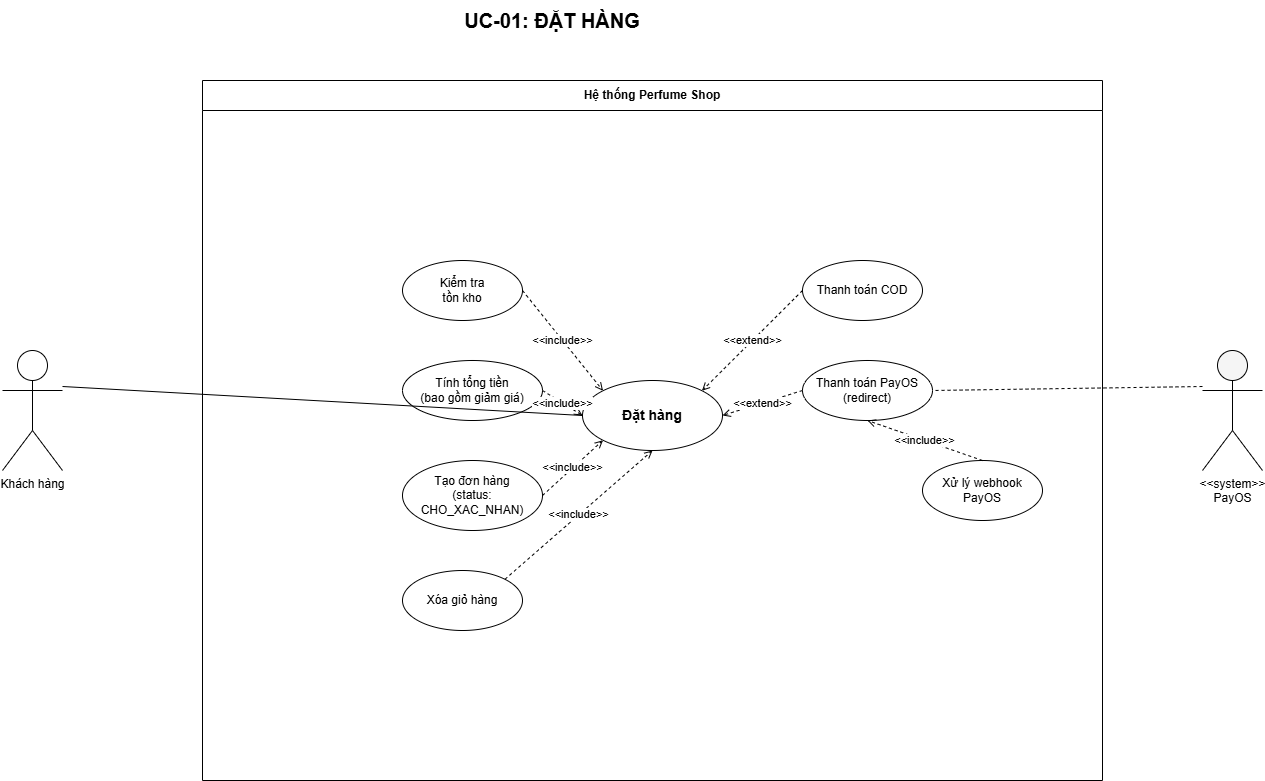 UC-01: ĐẶT HÀNG
Hệ thống Perfume Shop
Kiểm tra
tồn kho
Thanh toán COD
<<include>>
<<extend>>
Tính tổng tiền
(bao gồm giảm giá)
<<include>>
Đặt hàng
<<extend>>
Thanh toán PayOS
(redirect)
<<include>>
<<include>>
Tạo đơn hàng
(status:
CHO_XAC_NHAN)
Xử lý webhook
PayOS
Khách hàng
<<system>>
PayOS
<<include>>
Xóa giỏ hàng